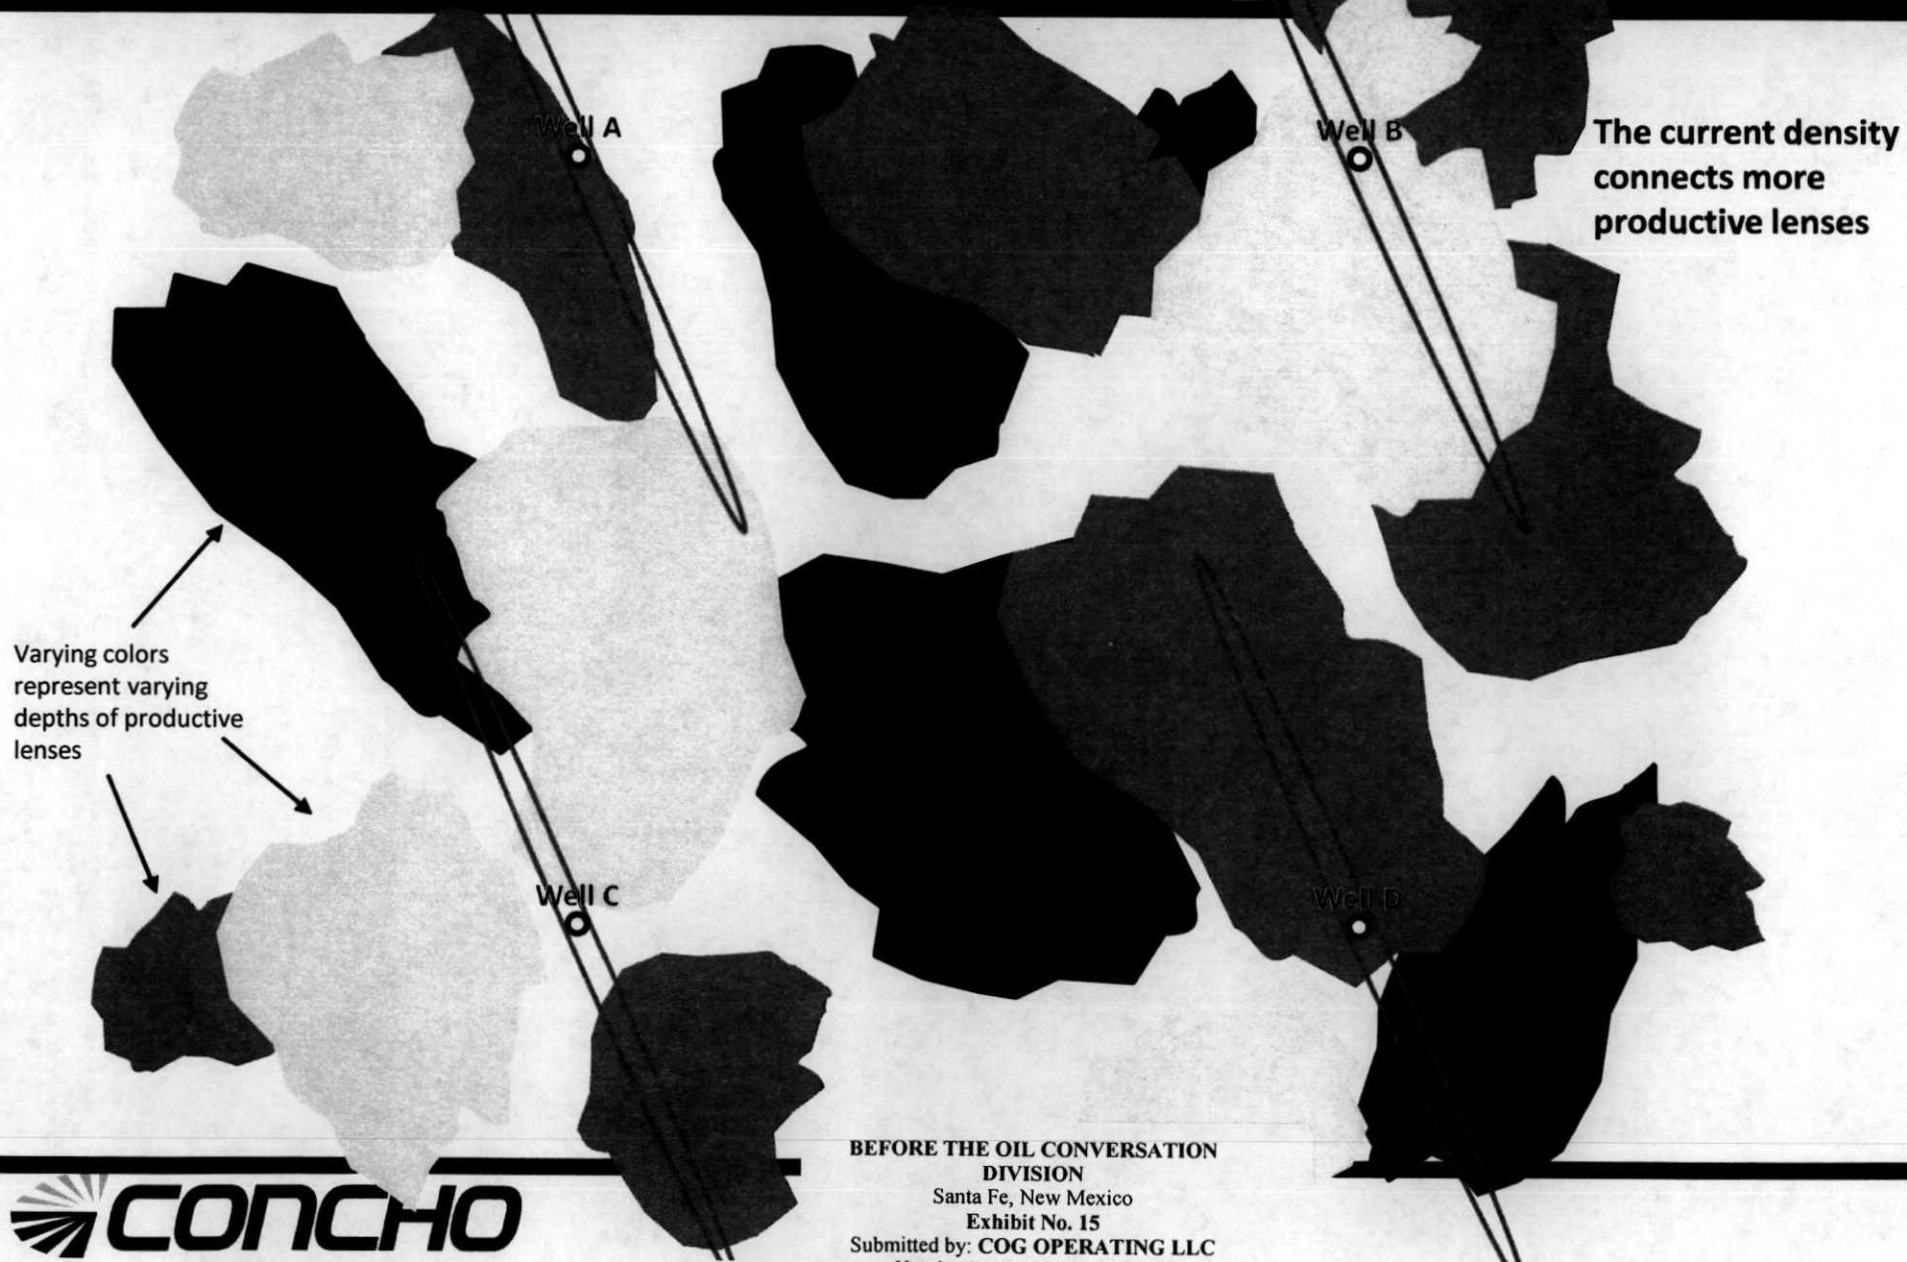 Well A
Well B
The current density
connects more
productive lenses
Varying colors
represent varying
depths of productive
lenses
Well C
Well D
BEFORE THE OIL CONVERSATION
DIVISION
Santa Fe, New Mexico
Exhibit No. 15
Submitted by: COG OPERATING LLC
CONCHO